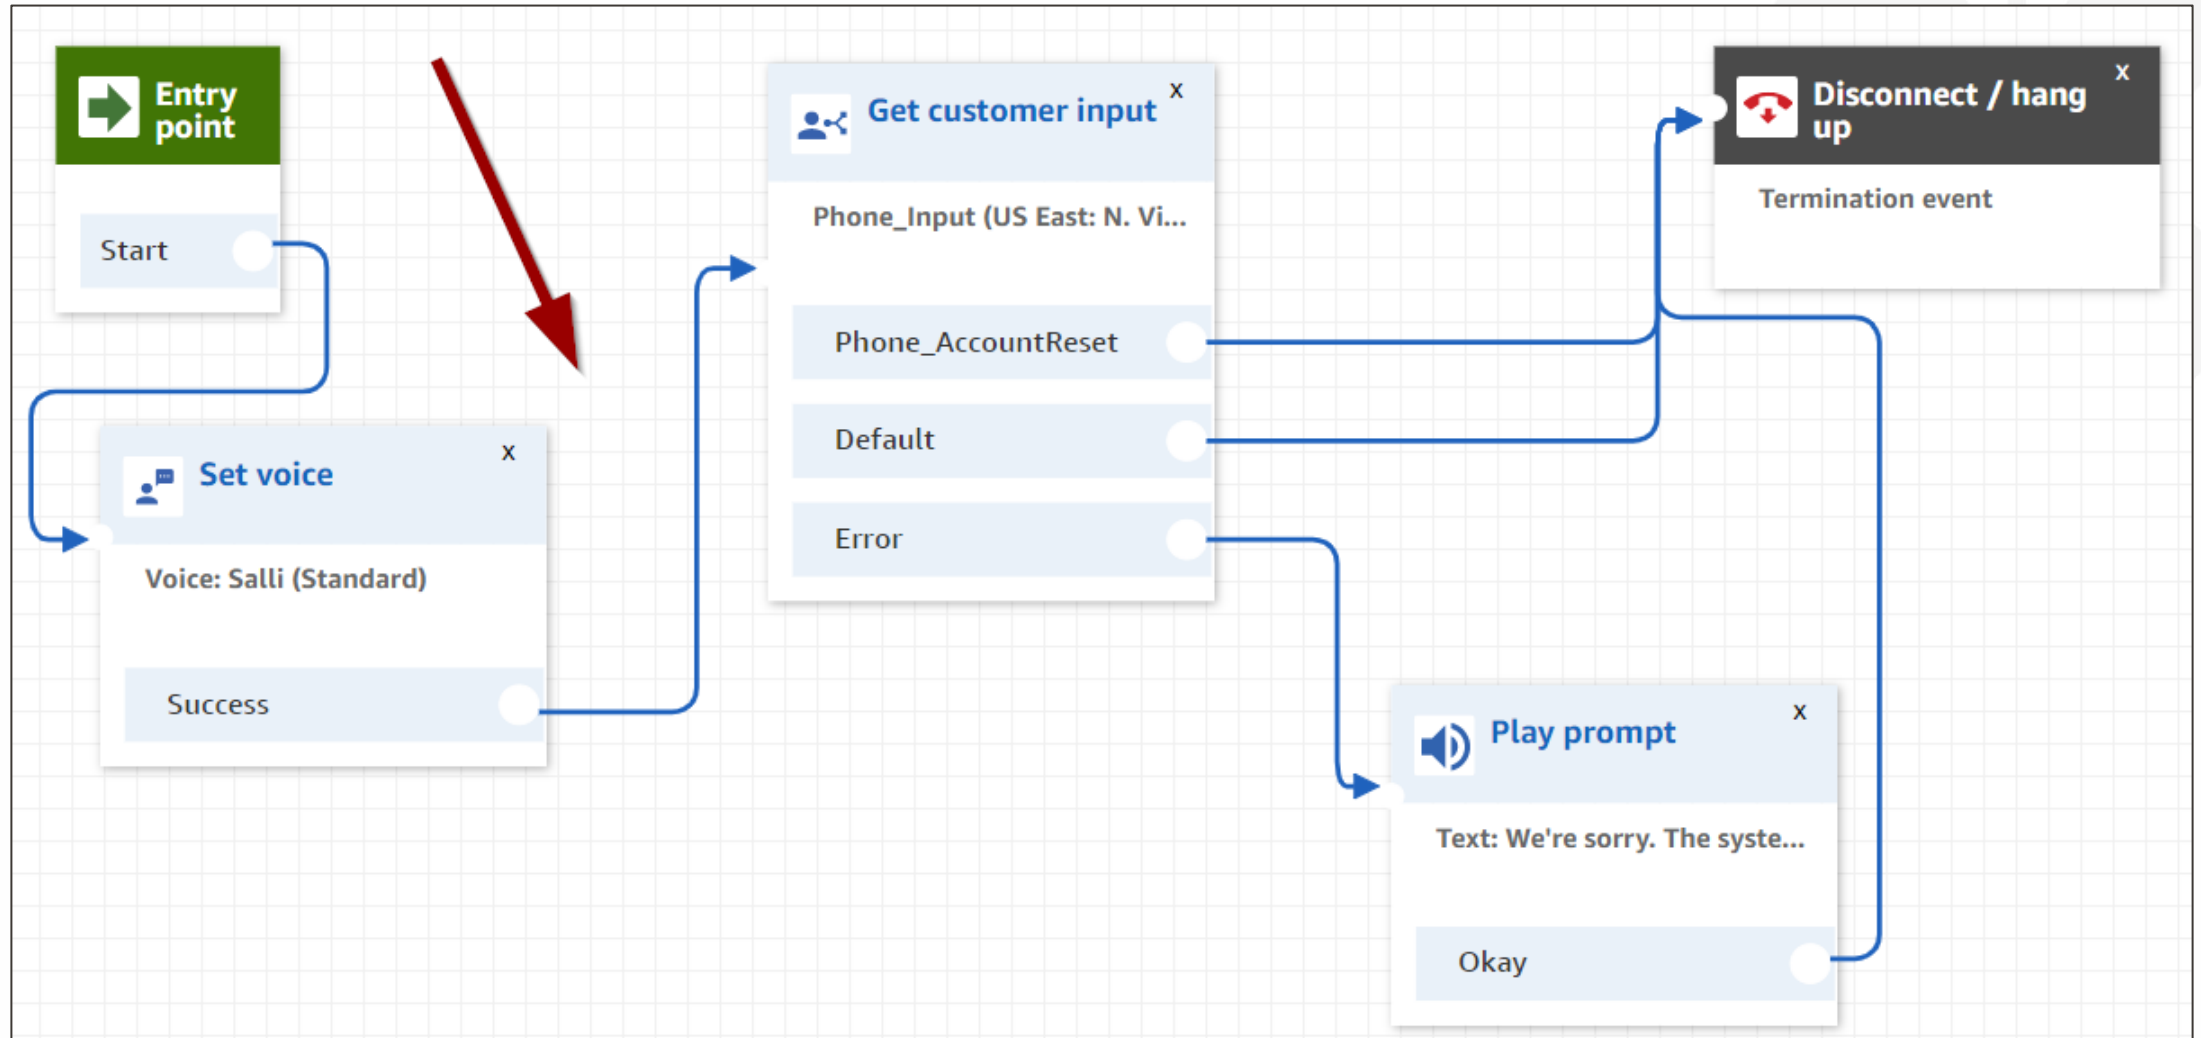 Entry
point
Start
Set voice
x
Voice: Salli (Standard)
Success
Get customer input
x
Phone_Input (US East: N. Vi...
Phone_AccountReset
Default
Error
Play prompt
x
Text: We're sorry. The syste...
Okay
Disconnect / hang
up
x
Termination event